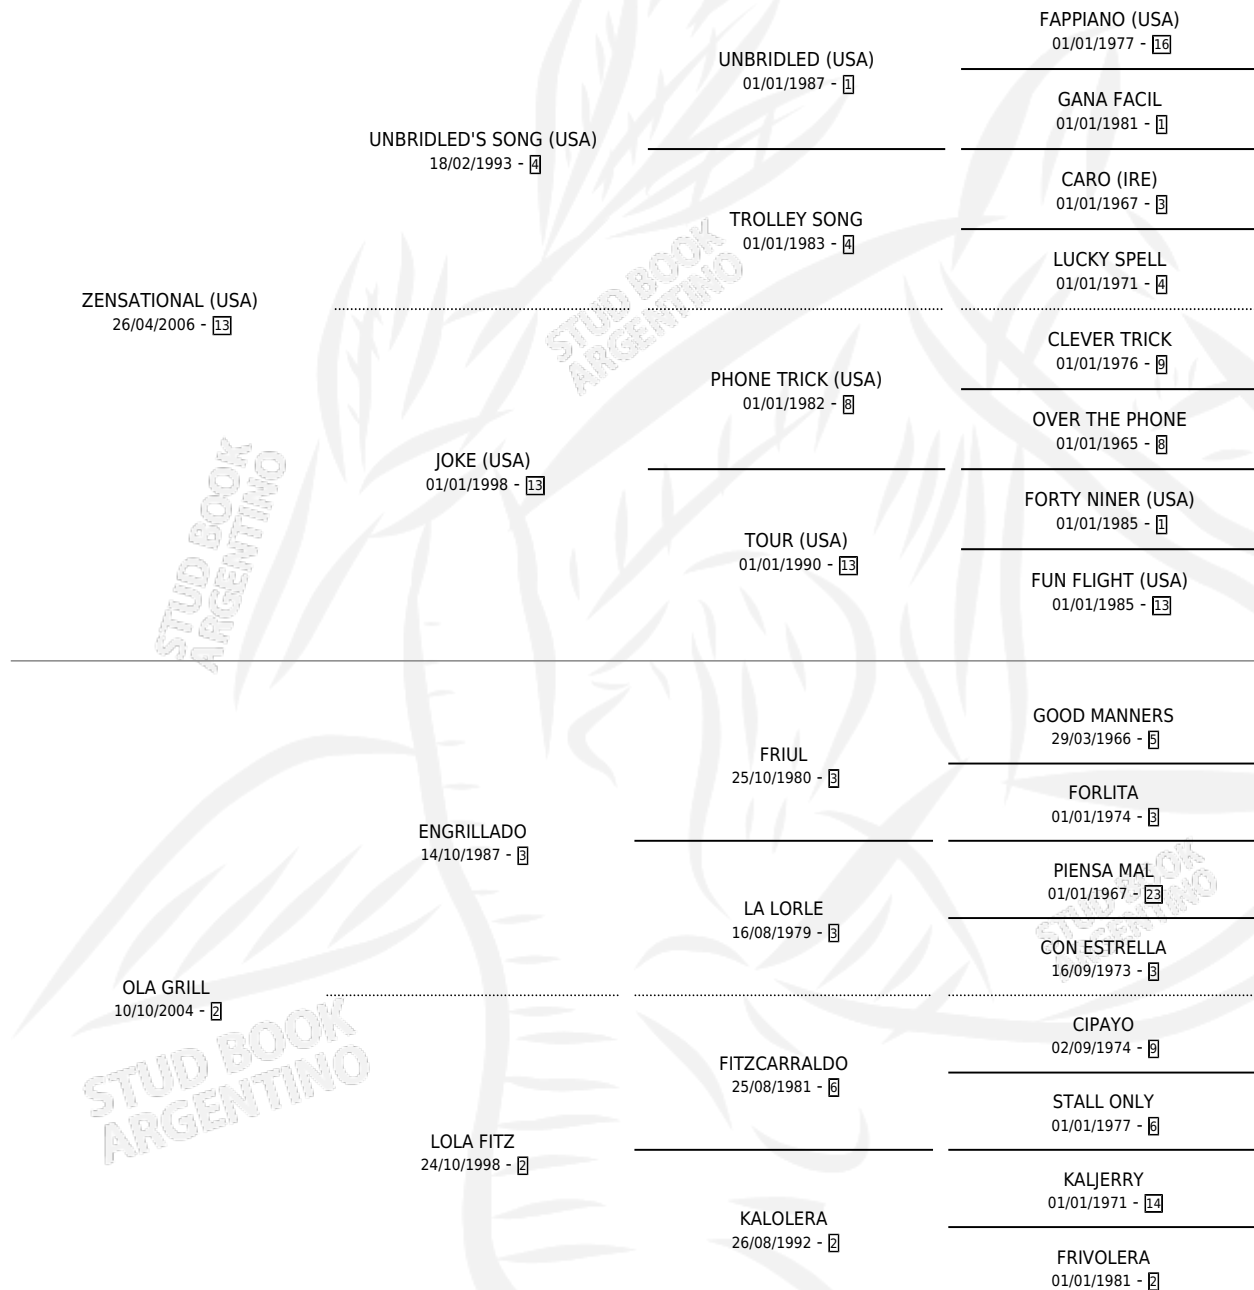 FAPPIANO (USA)
01/01/1977 - 16
UNBRIDLED (USA)
01/01/1987 - 1
GANA FACIL
01/01/1981 - 1
UNBRIDLED'S SONG (USA)
18/02/1993 - 4
CARO (IRE)
01/01/1967 - 3
TROLLEY SONG
01/01/1983 - 4
LUCKY SPELL
01/01/1971 - 4
ZENSATIONAL (USA)
26/04/2006 - 13
CLEVER TRICK
01/01/1976 - 9
PHONE TRICK (USA)
01/01/1982 - 8
OVER THE PHONE
01/01/1965 - 8
JOKE (USA)
01/01/1998 - 13
FORTY NINER (USA)
01/01/1985 - 1
TOUR (USA)
01/01/1990 - 13
FUN FLIGHT (USA)
01/01/1985 - 13
GOOD MANNERS
29/03/1966 - 5
FRIUL
25/10/1980 - 3
FORLITA
01/01/1974 - 3
ENGRILLADO
14/10/1987 - 3
PIENSA MAL
01/01/1967 - 23
LA LORLE
16/08/1979 - 3
CON ESTRELLA
16/09/1973 - 3
OLA GRILL
10/10/2004 - 2
CIPAYO
02/09/1974 - 9
FITZCARRALDO
25/08/1981 - 6
STALL ONLY
01/01/1977 - 6
LOLA FITZ
24/10/1998 - 2
KALJERRY
01/01/1971 - 14
KALOLERA
26/08/1992 - 2
FRIVOLERA
01/01/1981 - 2
STUD BOOK
ARGENTINO
STUD BOOK
ARGENTINO
STUD BOOK
ARGENTINO
STUD BOOK
ARGENTINO